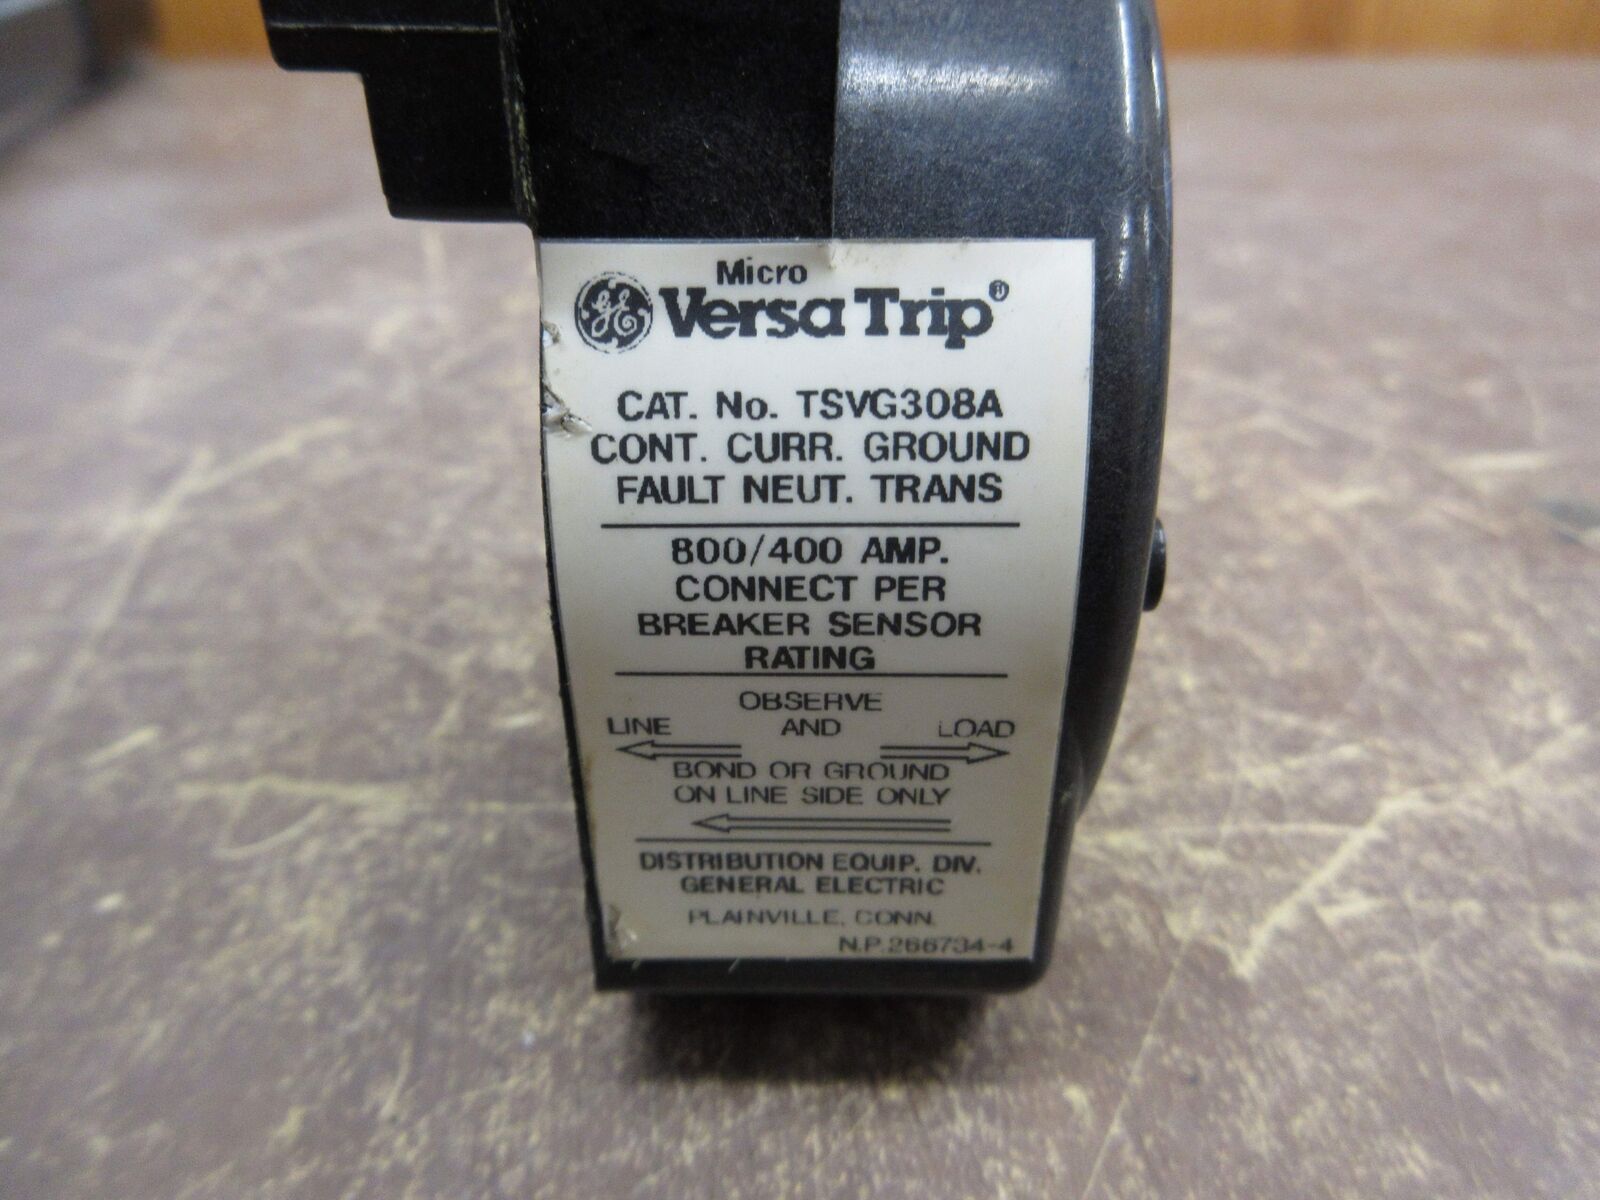 Micro
GE VersaTrip®
CAT. No. TSVG308A
CONT. CURR. GROUND
FAULT NEUT. TRANS
800/400 AMP.
CONNECT PER
BREAKER SENSOR
RATING
OBSERVE
LINE AND LOAD
BOND OR GROUND
ON LINE SIDE ONLY
DISTRIBUTION EQUIP. DIV.
GENERAL ELECTRIC
PLAINVILLE, CONN.
N.P. 266734-4